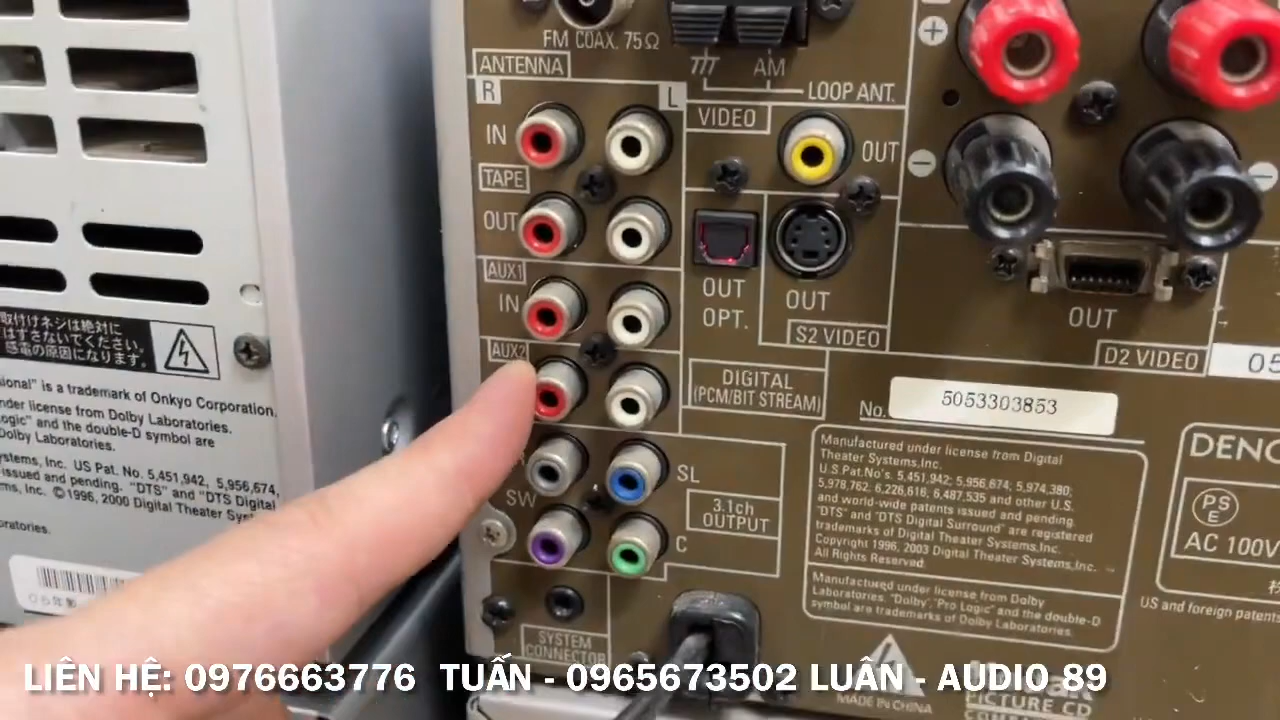 FM COAX. 75Ω
ANTENNA
AM
LOOP ANT.
R
L
VIDEO
IN
OUT
TAPE
OUT
AUX1
IN
AUX2
OUT
OPT.
OUT
S2 VIDEO
OUT
D2 VIDEO
DIGITAL
(PCM/BIT STREAM)
No. 5053303853
SL
SW
3.1ch
OUTPUT
C
SYSTEM
CONNECTOR
Manufactured under license from Digital
Theater Systems,Inc.
U.S.Pat.No's. 5,451,942; 5,956,674; 5,974,380;
5,978,762; 6,226,616; 6,487,535 and other U.S.
and world-wide patents issued and pending.
"DTS" and "DTS Digital Surround" are registered
trademarks of Digital Theater Systems,Inc.
Copyright 1996, 2003 Digital Theater Systems,Inc.
All Rights Reserved.
Manufactured under license from Dolby
Laboratories. "Dolby", "Pro Logic" and the double-D
symbol are trademarks of Dolby Laboratories.
PS
E
AC 100V
US and foreign patents
MADE IN CHINA
PICTURE CD
取付けネジは絶対に
はずさないでください。
感電の原因になります。
is a trademark of Onkyo Corporation.
under license from Dolby Laboratories.
and the double-D symbol are
Dolby Laboratories.
Inc. US Pat. No. 5,451,942, 5,956,674,
issued and pending. "DTS" and "DTS Digital
Inc. ©1996, 2000 Digital Theater
LIÊN HỆ: 0976663776 TUẤN - 0965673502 LUÂN - AUDIO 89